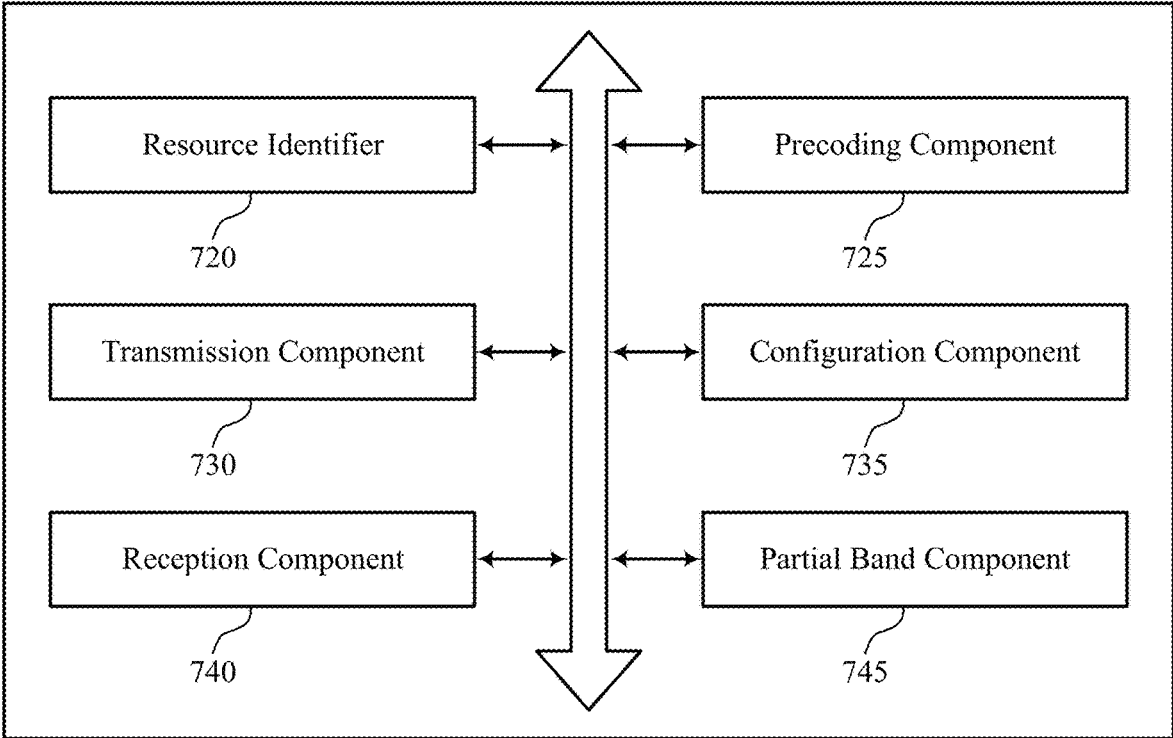 Resource Identifier
720
Precoding Component
725
Transmission Component
730
Configuration Component
735
Reception Component
740
Partial Band Component
745